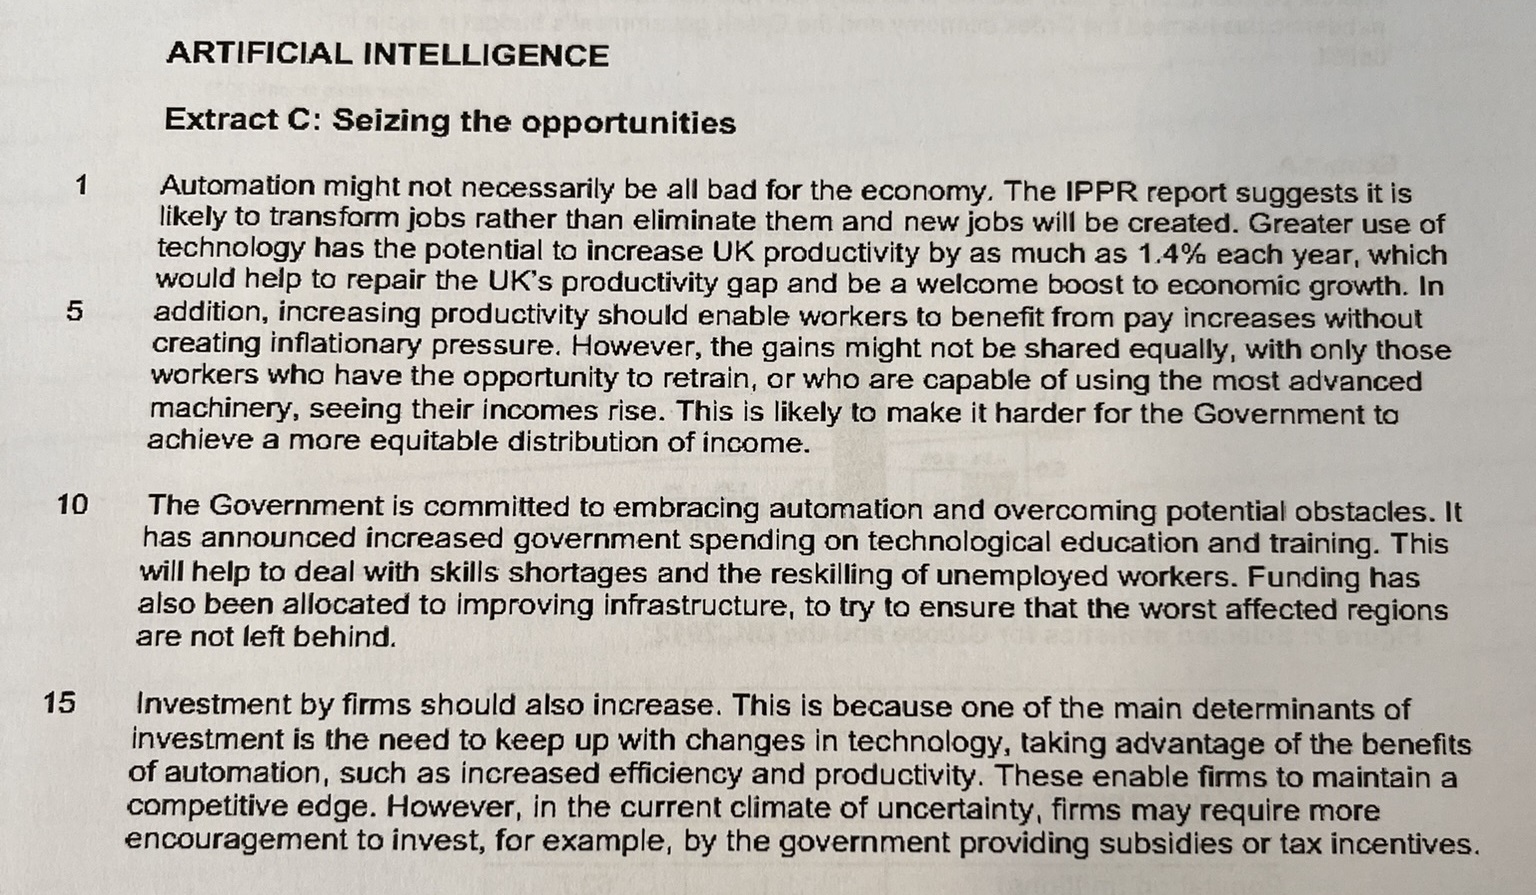 ARTIFICIAL INTELLIGENCE
Extract C: Seizing the opportunities
1 Automation might not necessarily be all bad for the economy. The IPPR report suggests it is
likely to transform jobs rather than eliminate them and new jobs will be created. Greater use of
technology has the potential to increase UK productivity by as much as 1.4% each year, which
would help to repair the UK's productivity gap and be a welcome boost to economic growth. In
5 addition, increasing productivity should enable workers to benefit from pay increases without
creating inflationary pressure. However, the gains might not be shared equally, with only those
workers who have the opportunity to retrain, or who are capable of using the most advanced
machinery, seeing their incomes rise. This is likely to make it harder for the Government to
achieve a more equitable distribution of income.
10 The Government is committed to embracing automation and overcoming potential obstacles. It
has announced increased government spending on technological education and training. This
will help to deal with skills shortages and the reskilling of unemployed workers. Funding has
also been allocated to improving infrastructure, to try to ensure that the worst affected regions
are not left behind.
15 Investment by firms should also increase. This is because one of the main determinants of
investment is the need to keep up with changes in technology, taking advantage of the benefits
of automation, such as increased efficiency and productivity. These enable firms to maintain a
competitive edge. However, in the current climate of uncertainty, firms may require more
encouragement to invest, for example, by the government providing subsidies or tax incentives.